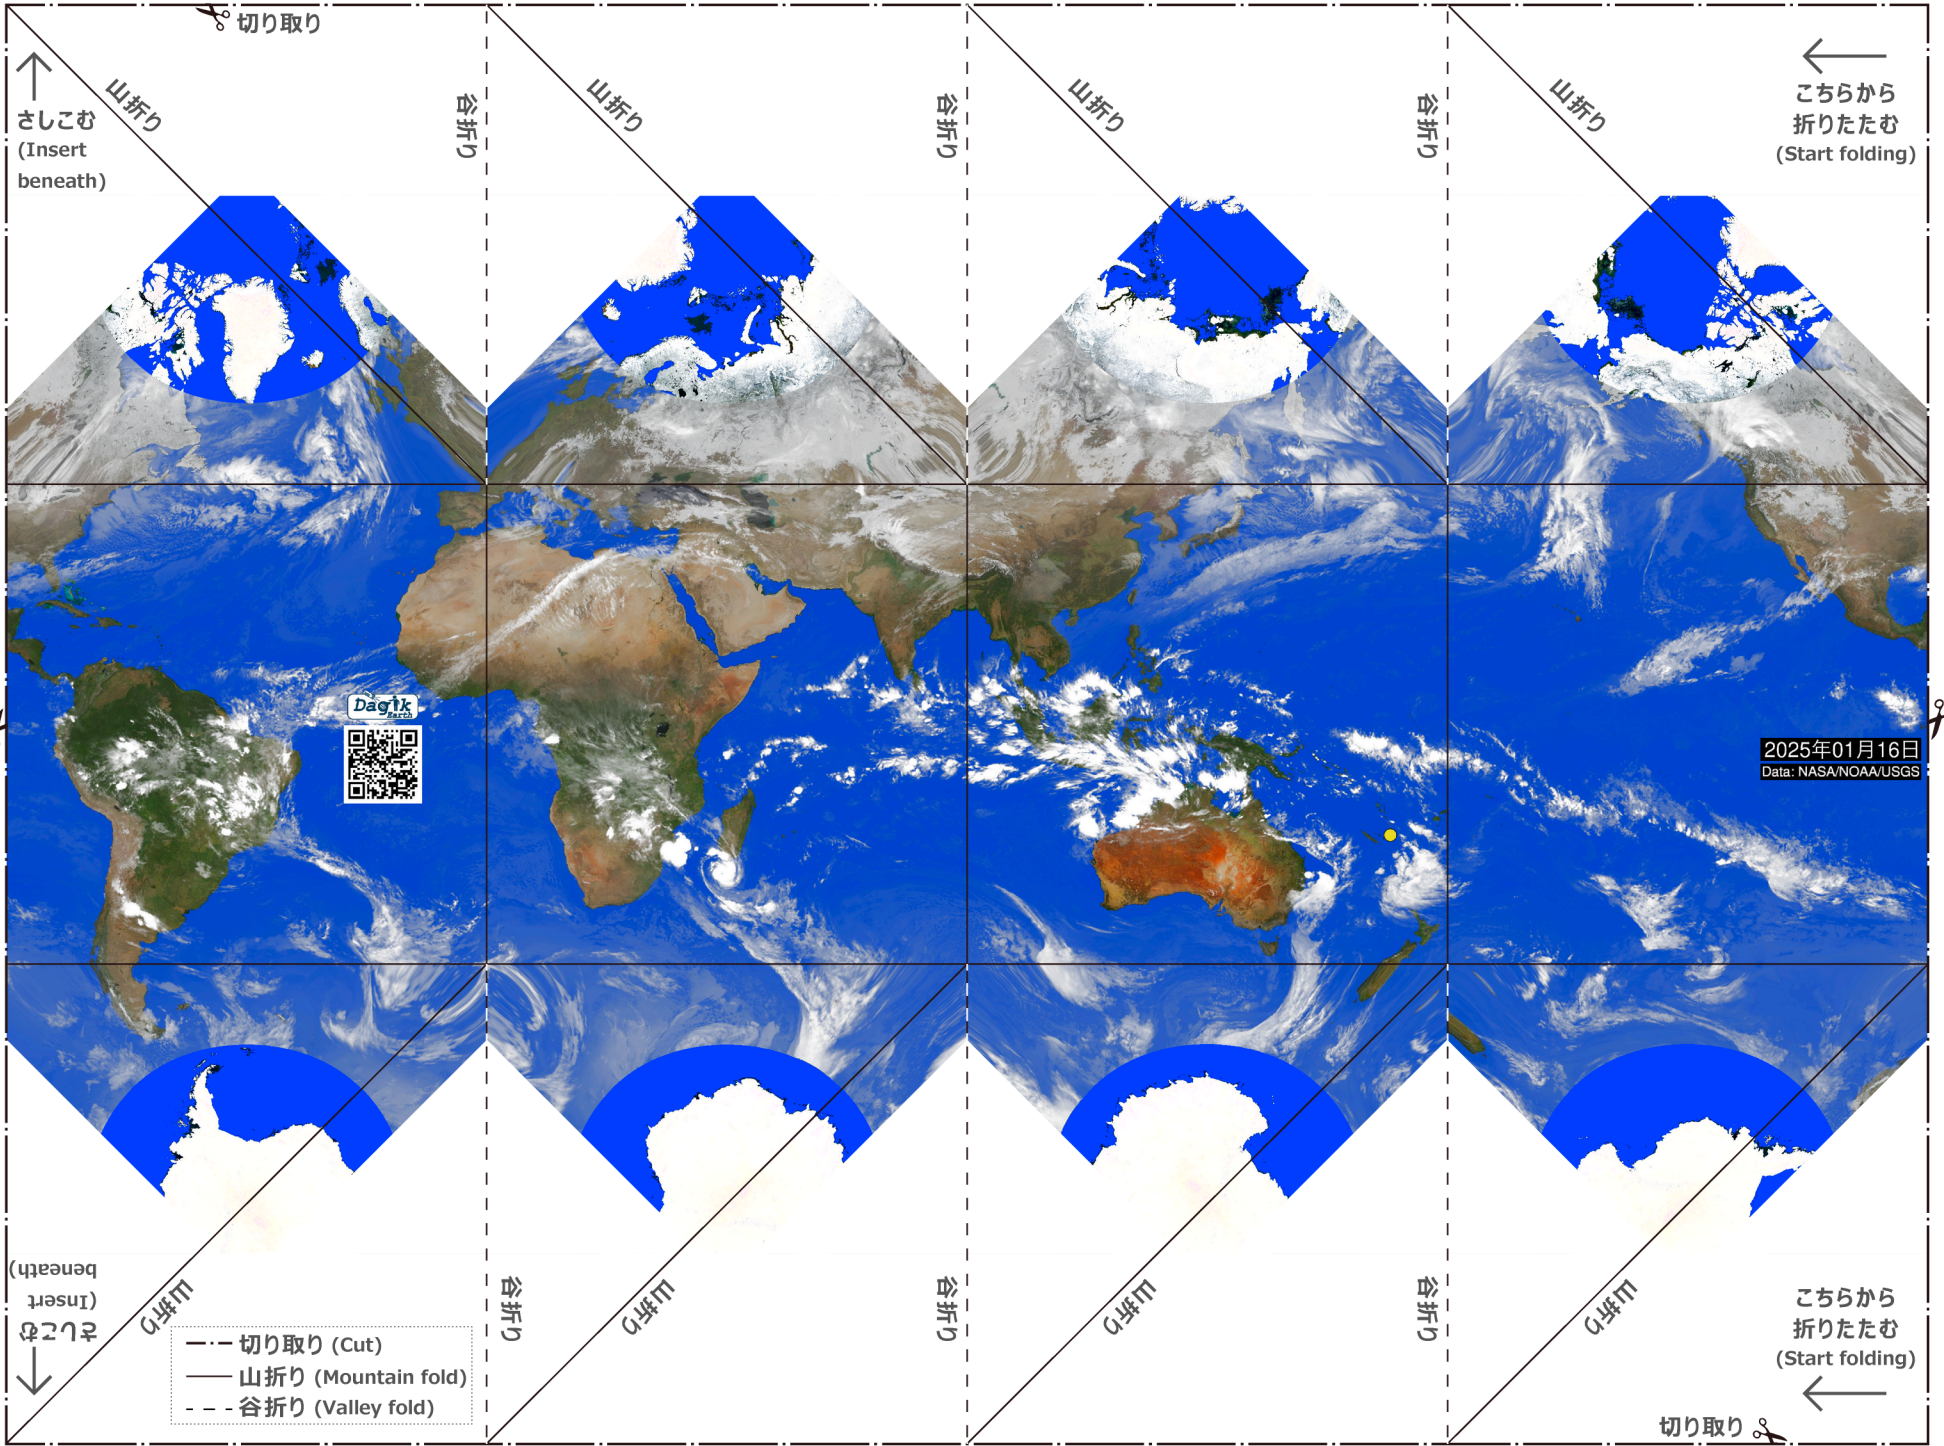 切り取り
山折り
谷折り
山折り
谷折り
山折り
谷折り
山折り
さしこむ
(Insert
beneath)
こちらから
折りたたむ
(Start folding)
Dagik
Earth
2025年01月16日
Data: NASA/NOAA/USGS
さしこむ
(Insert
beneath)
山折り
谷折り
山折り
谷折り
山折り
谷折り
山折り
こちらから
折りたたむ
(Start folding)
切り取り (Cut)
山折り (Mountain fold)
谷折り (Valley fold)
切り取り